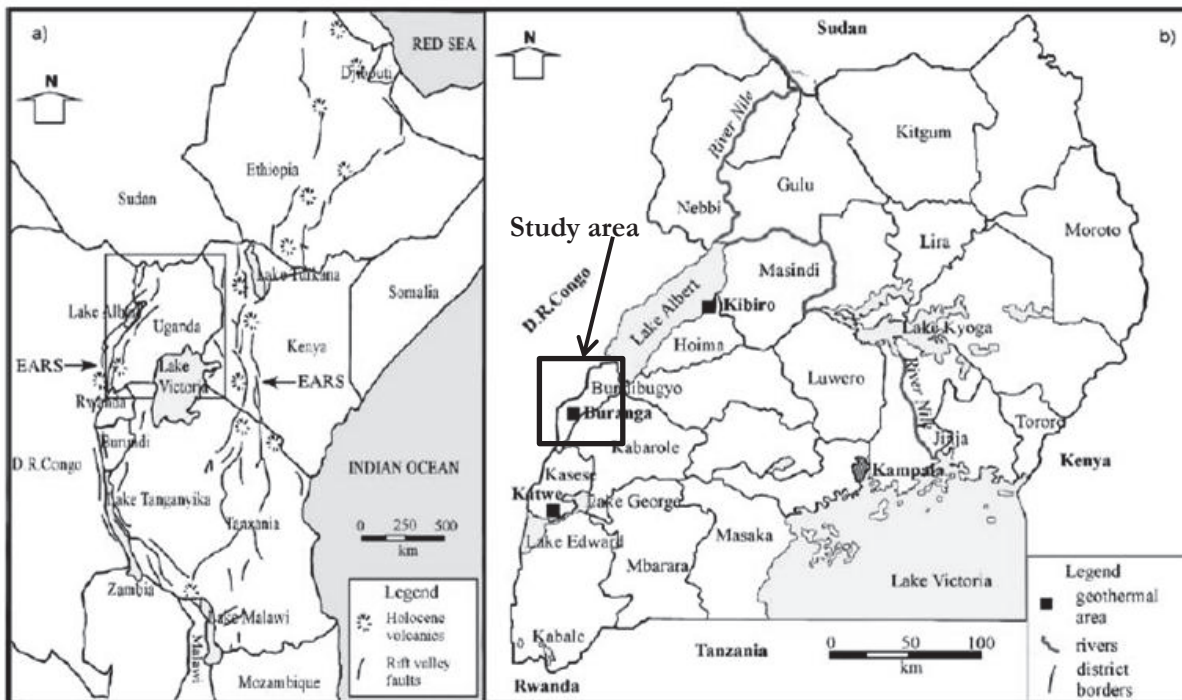 a)
N
RED SEA
Djibouti
Ethiopia
Sudan
Lake Turkana
Somalia
Lake Albert
Uganda
Kenya
EARS
Lake
Victoria
EARS
Rwanda
Burundi
D.R.Congo
INDIAN OCEAN
Lake Tanganyika
Tanzania
0 250 500
km
Zambia
Lake Malawi
Malawi
Mozambique
Legend
Holocene
volcanics
Rift valley
faults
b)
N
Sudan
River Nile
Kitgum
Gulu
Nebbi
Study area
Lira
Moroto
Masindi
D.R.Congo
Lake Albert
Kibiro
Lake Kyoga
Hoima
Bundibugyo
Luwero
River Nile
Buranga
Tororo
Jinja
Kabarole
Kampala
Kenya
Kasese
Katwe
Lake George
Lake Edward
Masaka
Mbarara
Lake Victoria
Kabale
Tanzania
Rwanda
0 50 100
km
Legend
geothermal
area
rivers
district
borders